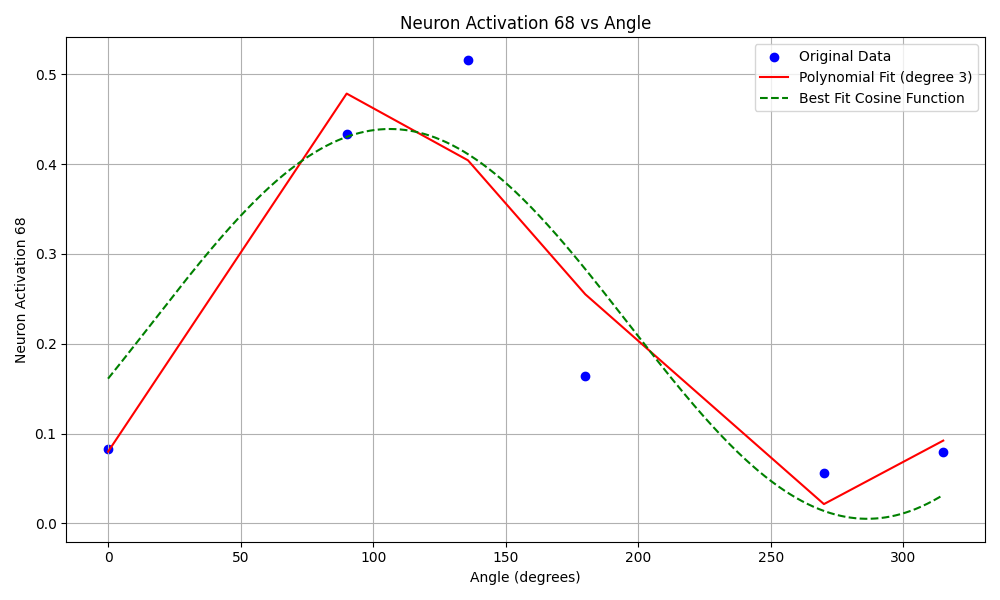 Neuron Activation 68 vs Angle
Original Data
Polynomial Fit (degree 3)
Best Fit Cosine Function
Neuron Activation 68
0.5
0.4
0.3
0.2
0.1
0.0
0 50 100 150 200 250 300
Angle (degrees)